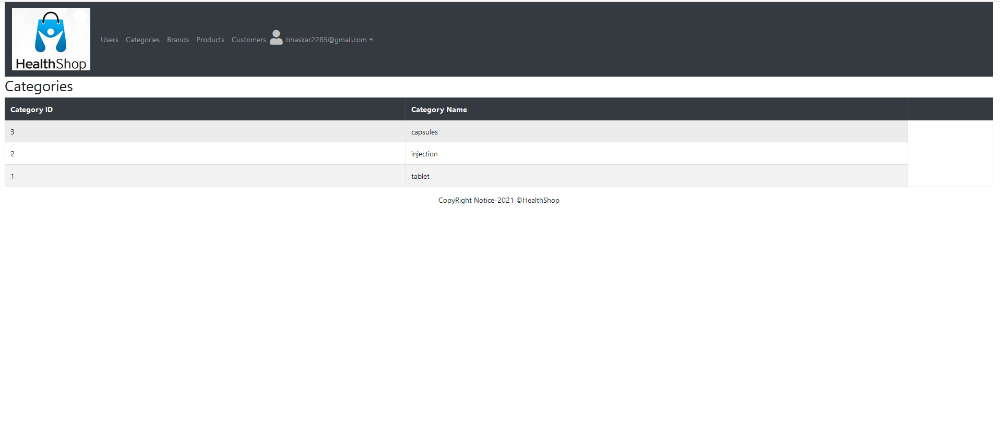 HealthShop
Users Categories Brands Products Customers bhaskar2285@gmail.com
Categories
Category ID Category Name
3 capsules
2 injection
1 tablet
CopyRight Notice-2021 ©HealthShop